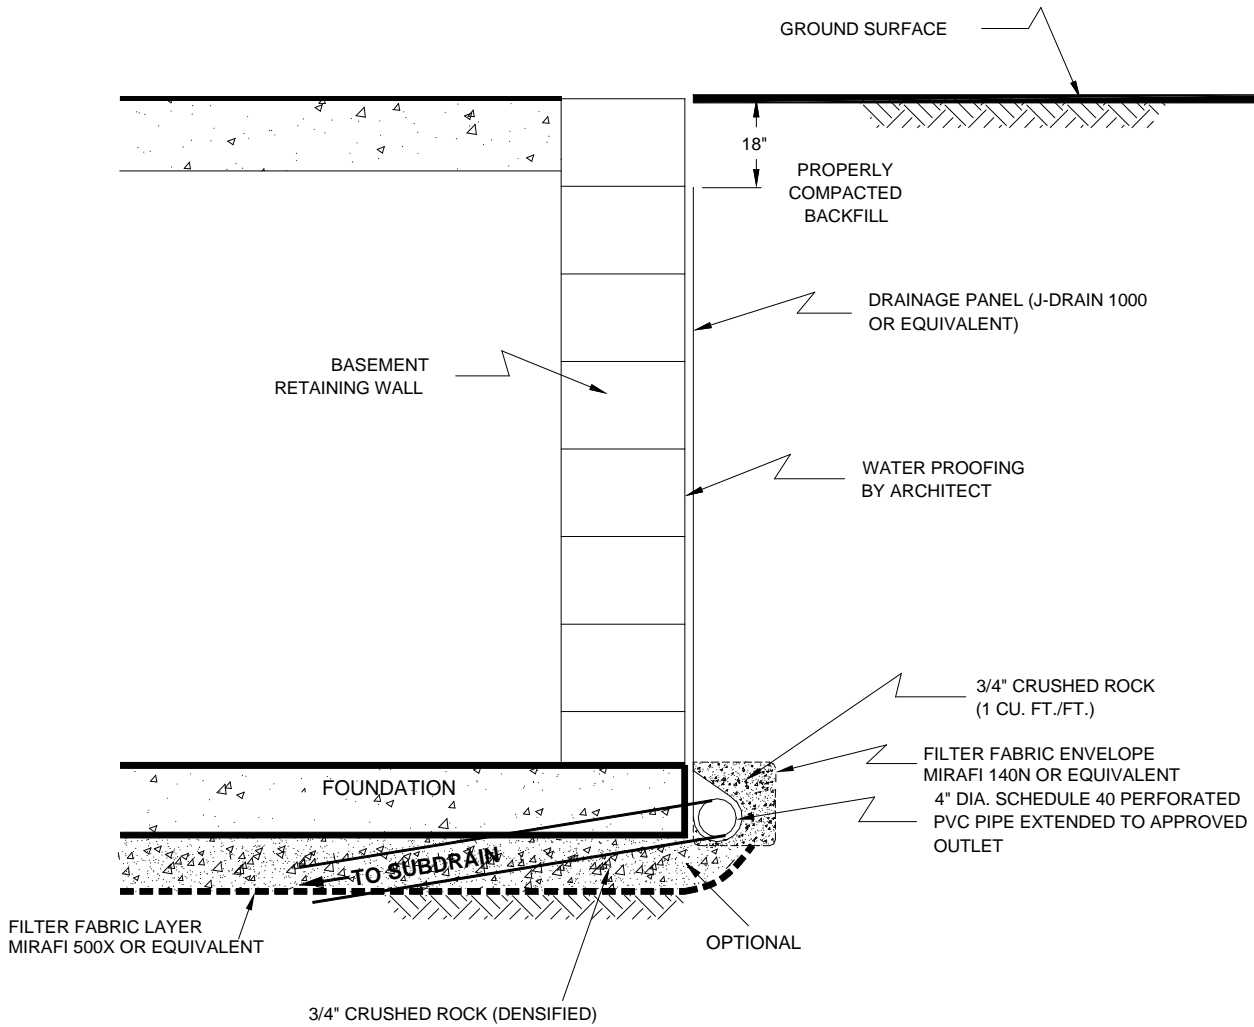 GROUND SURFACE
18"
PROPERLY
COMPACTED
BACKFILL
DRAINAGE PANEL (J-DRAIN 1000
OR EQUIVALENT)
BASEMENT
RETAINING WALL
WATER PROOFING
BY ARCHITECT
3/4" CRUSHED ROCK
(1 CU. FT./FT.)
FILTER FABRIC ENVELOPE
MIRAFI 140N OR EQUIVALENT
4" DIA. SCHEDULE 40 PERFORATED
PVC PIPE EXTENDED TO APPROVED
OUTLET
FOUNDATION
TO SUBDRAIN
FILTER FABRIC LAYER
MIRAFI 500X OR EQUIVALENT
OPTIONAL
3/4" CRUSHED ROCK (DENSIFIED)